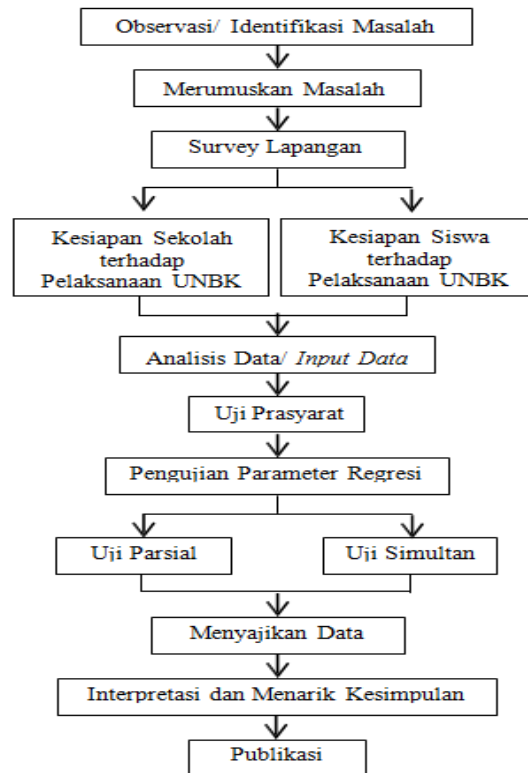 Observasi/ Identifikasi Masalah
Merumuskan Masalah
Survey Lapangan
Kesiapan Sekolah
terhadap
Pelaksanaan UNBK
Kesiapan Siswa
terhadap
Pelaksanaan UNBK
Analisis Data/ Input Data
Uji Prasyarat
Pengujian Parameter Regresi
Uji Parsial
Uji Simultan
Menyajikan Data
Interpretasi dan Menarik Kesimpulan
Publikasi